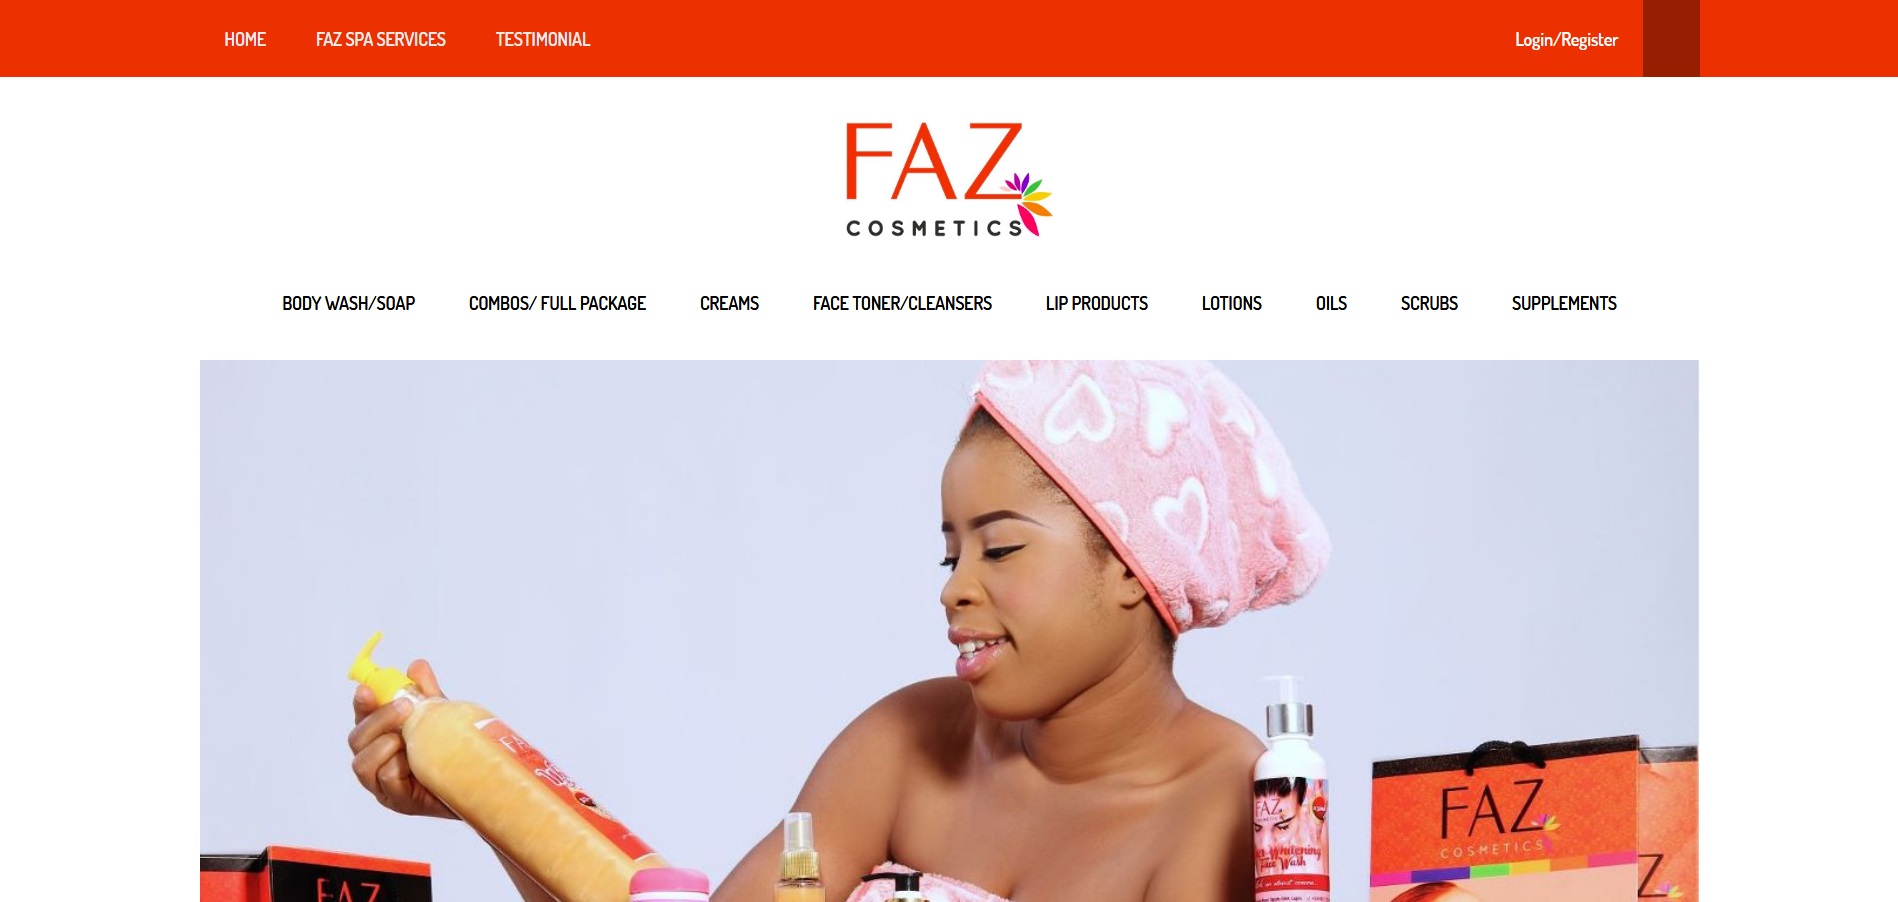 HOME FAZ SPA SERVICES TESTIMONIAL Login/Register
FAZ
COSMETICS
BODY WASH/SOAP COMBOS/ FULL PACKAGE CREAMS FACE TONER/CLEANSERS LIP PRODUCTS LOTIONS OILS SCRUBS SUPPLEMENTS
FAZ
Face Wash
FAZ
COSMETICS
FAZ